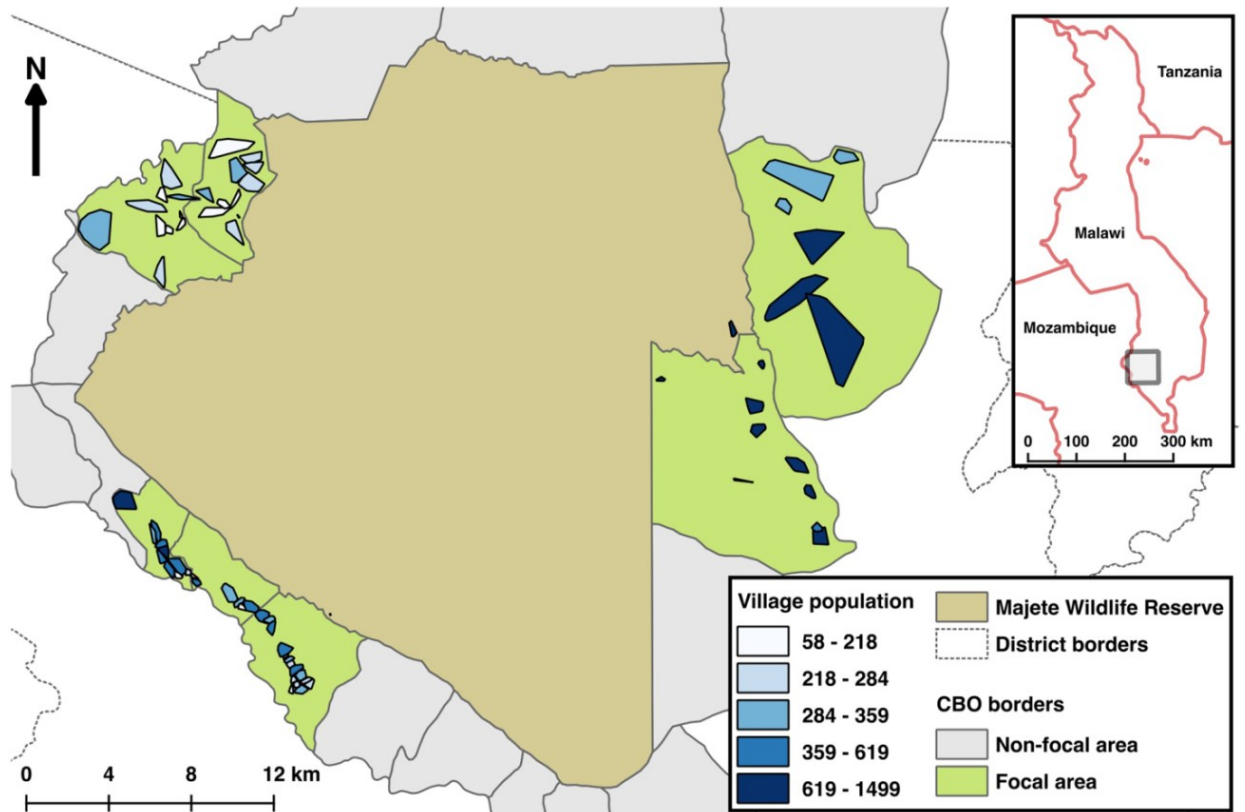 N
Tanzania
Malawi
Mozambique
0 100 200 300 km
Village population
58 - 218
218 - 284
284 - 359
359 - 619
619 - 1499
Majete Wildlife Reserve
District borders
CBO borders
Non-focal area
Focal area
0 4 8 12 km